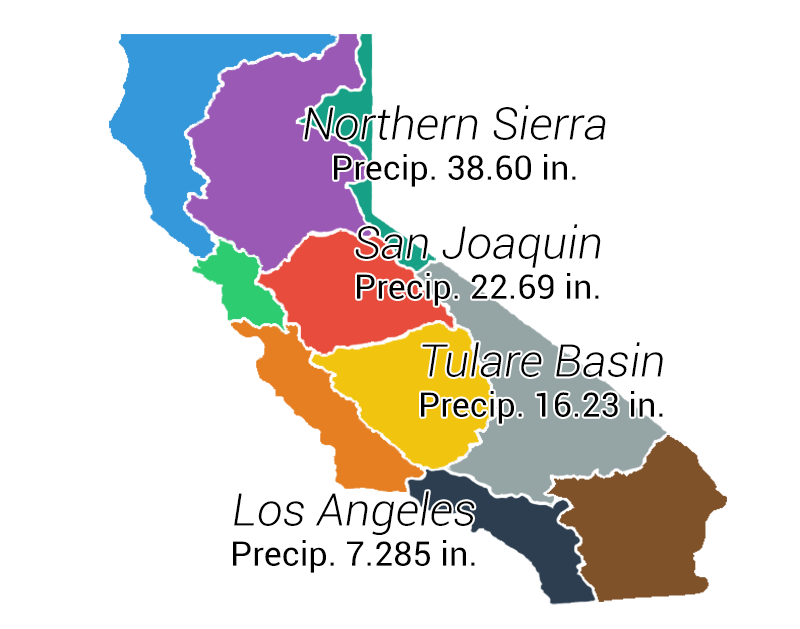 Northern Sierra
Precip. 38.60 in.
San Joaquin
Precip. 22.69 in.
Tulare Basin
Precip. 16.23 in.
Los Angeles
Precip. 7.285 in.